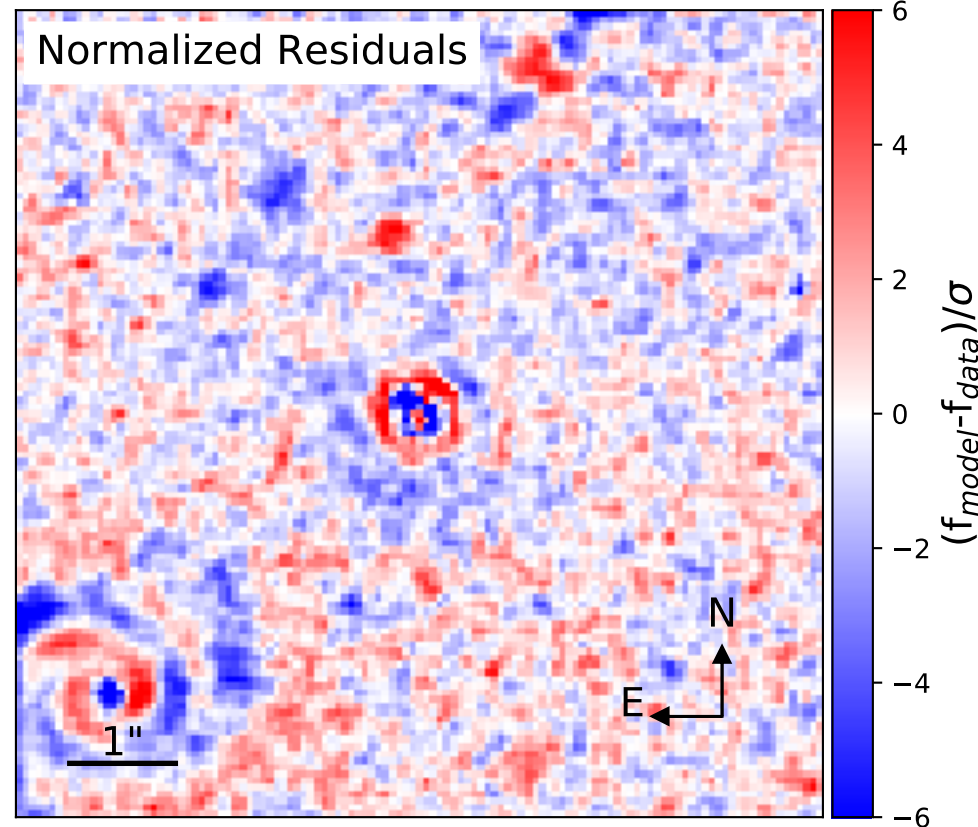 Normalized Residuals
6
4
2
0
−2
−4
−6
(f_model-f_data)/σ
N
E
1"